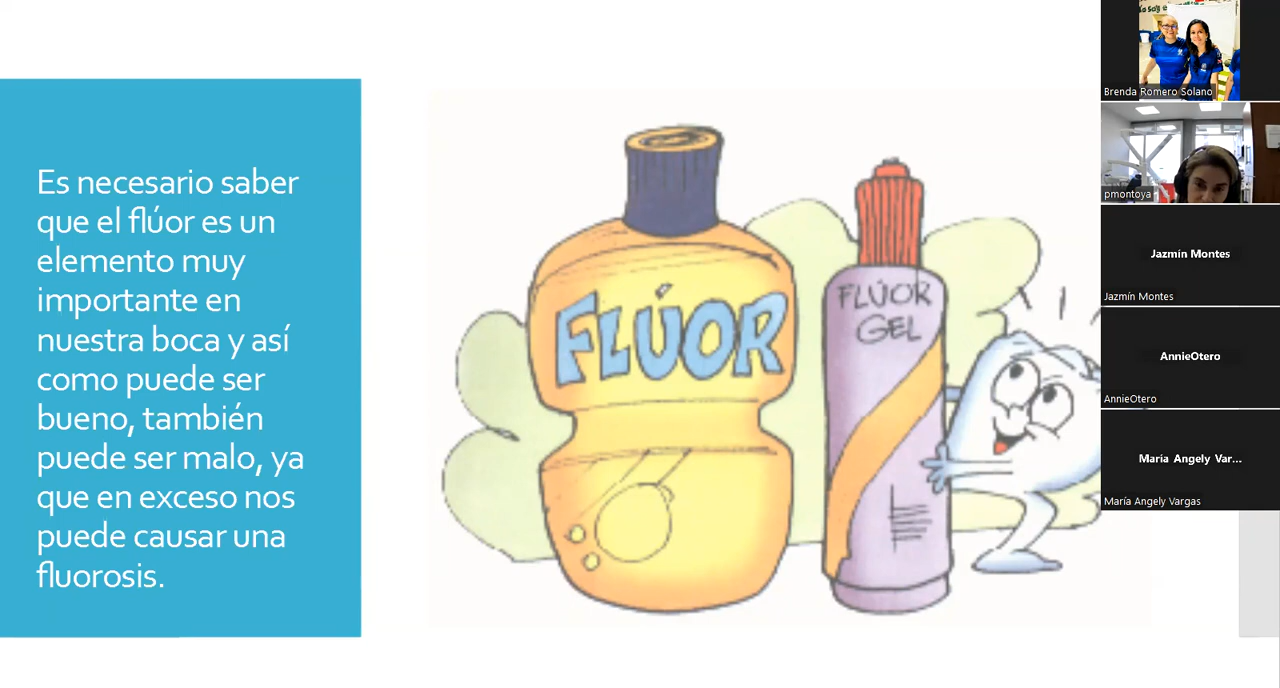 Es necesario saber
que el flúor es un
elemento muy
importante en
nuestra boca y así
como puede ser
bueno, también
puede ser malo, ya
que en exceso nos
puede causar una
fluorosis.
FLÚOR
FLÚOR
GEL
Brenda Romero Solano
pmontoya
Jazmín Montes
Jazmín Montes
AnnieOtero
AnnieOtero
María Angely Var...
María Angely Vargas